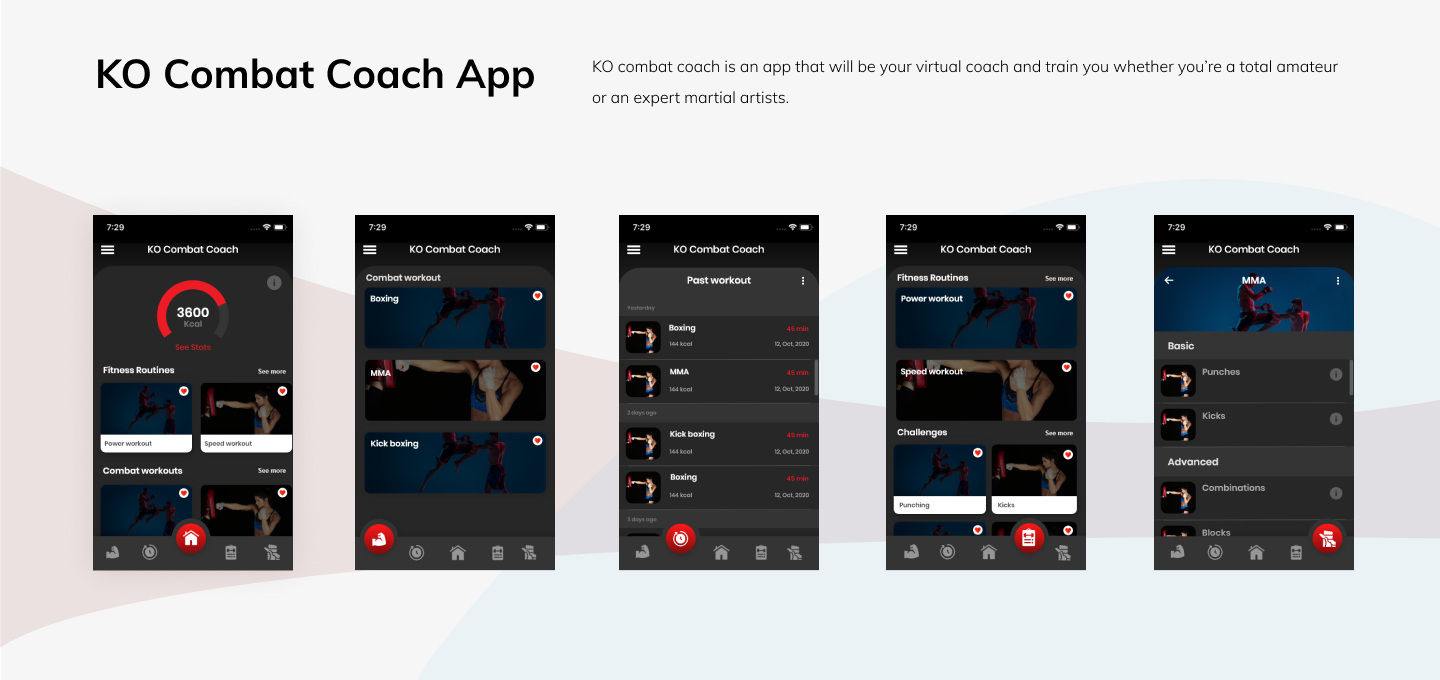 KO Combat Coach App
KO combat coach is an app that will be your virtual coach and train you whether you’re a total amateur
or an expert martial artists.
7:29
KO Combat Coach
3600
Kcal
See Stats
Fitness Routines See more
Power workout Speed workout
Combat workouts See more
7:29
KO Combat Coach
Combat workout
Boxing
MMA
Kick boxing
7:29
KO Combat Coach
Past workout
Yesterday
Boxing 45 min
144 kcal 12, Oct, 2020
MMA 45 min
144 kcal 12, Oct, 2020
3 days ago
Kick boxing 45 min
144 kcal 12, Oct, 2020
Boxing 45 min
144 kcal 12, Oct, 2020
3 days ago
7:29
KO Combat Coach
Fitness Routines See more
Power workout
Speed workout
Challenges See more
Punching Kicks
7:29
KO Combat Coach
MMA
Basic
Punches
Kicks
Advanced
Combinations
Blocks